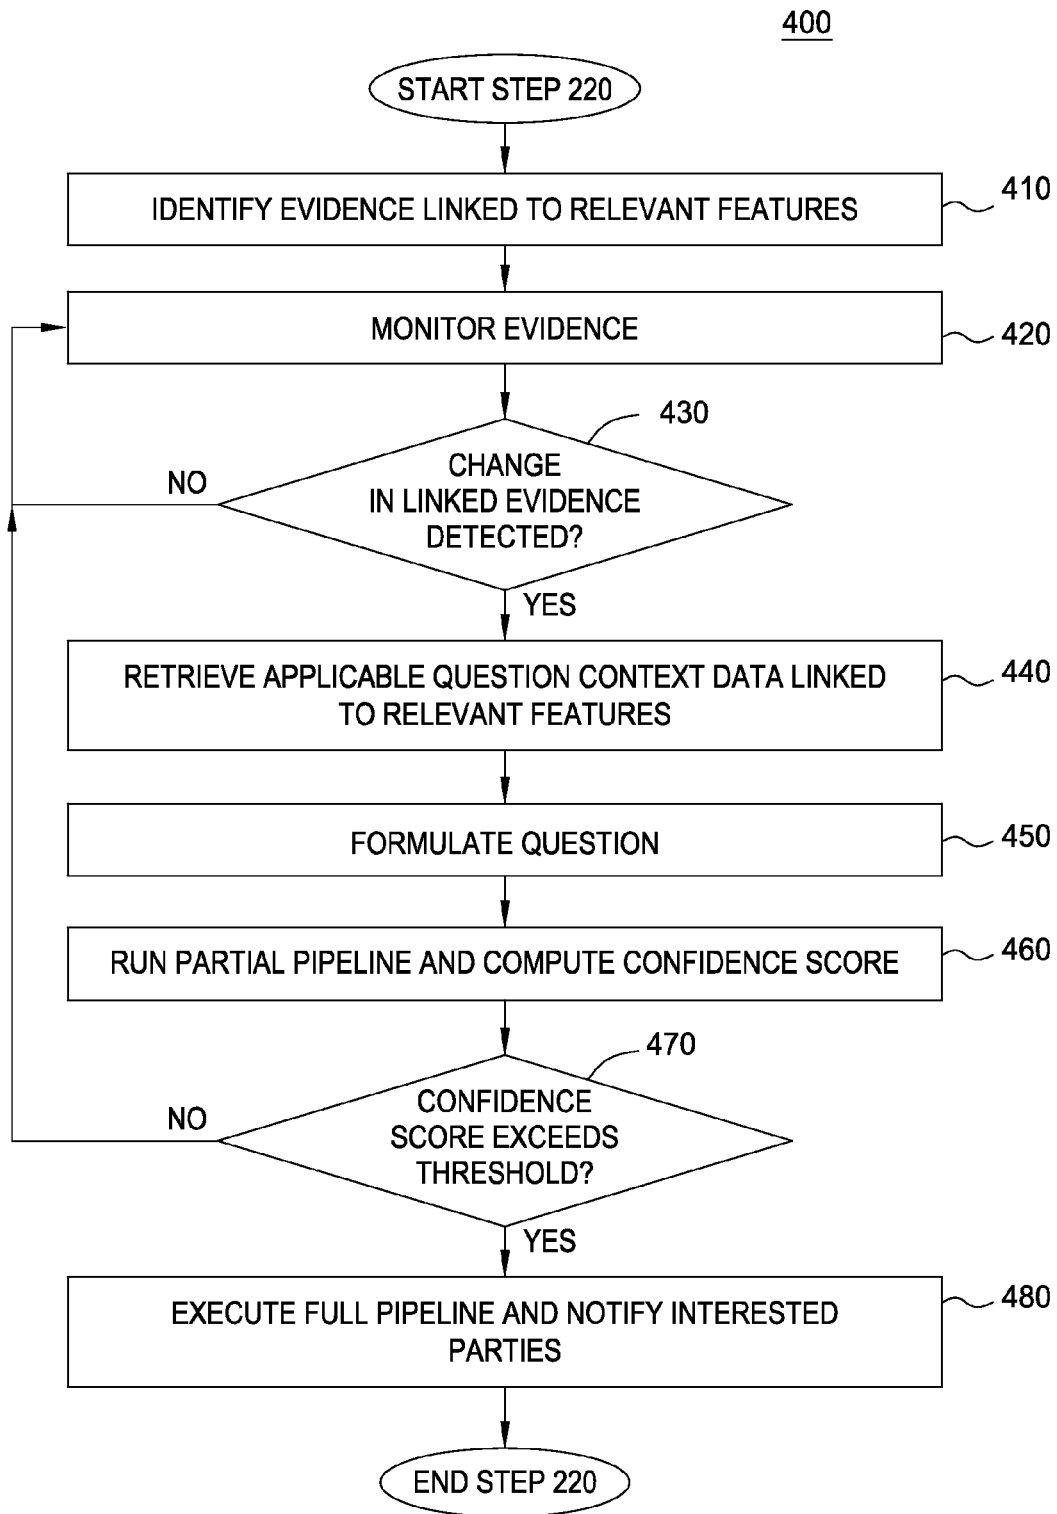 400
START STEP 220
IDENTIFY EVIDENCE LINKED TO RELEVANT FEATURES
410
MONITOR EVIDENCE
420
430
CHANGE
IN LINKED EVIDENCE
DETECTED?
NO
YES
RETRIEVE APPLICABLE QUESTION CONTEXT DATA LINKED
TO RELEVANT FEATURES
440
FORMULATE QUESTION
450
RUN PARTIAL PIPELINE AND COMPUTE CONFIDENCE SCORE
460
470
CONFIDENCE
SCORE EXCEEDS
THRESHOLD?
NO
YES
EXECUTE FULL PIPELINE AND NOTIFY INTERESTED
PARTIES
480
END STEP 220